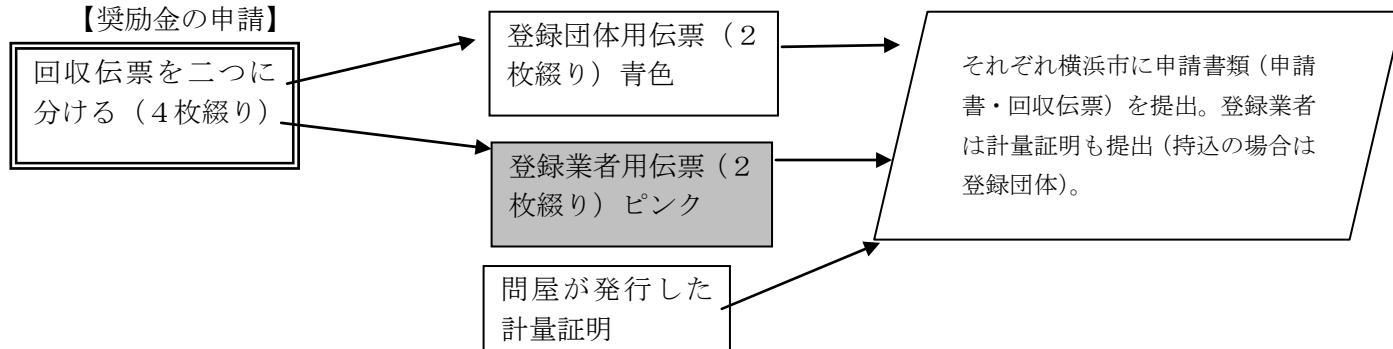 【奨励金の申請】
回収伝票を二つに
分ける（４枚綴り）
登録団体用伝票（２
枚綴り）青色
登録業者用伝票（２
枚綴り）ピンク
問屋が発行した
計量証明
それぞれ横浜市に申請書類（申請
書・回収伝票）を提出。登録業者
は計量証明も提出（持込の場合は
登録団体）。